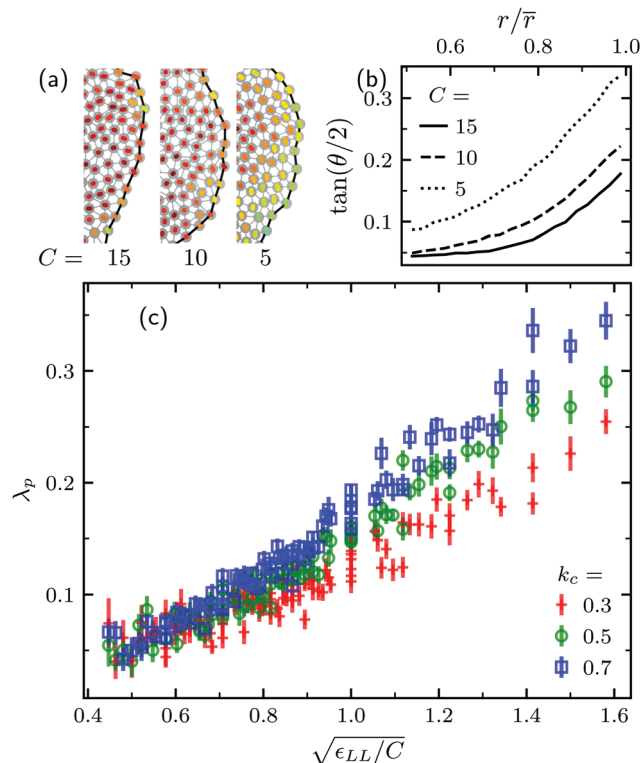 r/r̅
0.6 0.8 1.0
(a)
(b)
C =
15
10
5
0.3
0.2
0.1
tan(θ/2)
C = 15 10 5
(c)
0.3
0.2
0.1
λp
kc =
0.3
0.5
0.7
0.4 0.6 0.8 1.0 1.2 1.4 1.6
√ϵLL/C